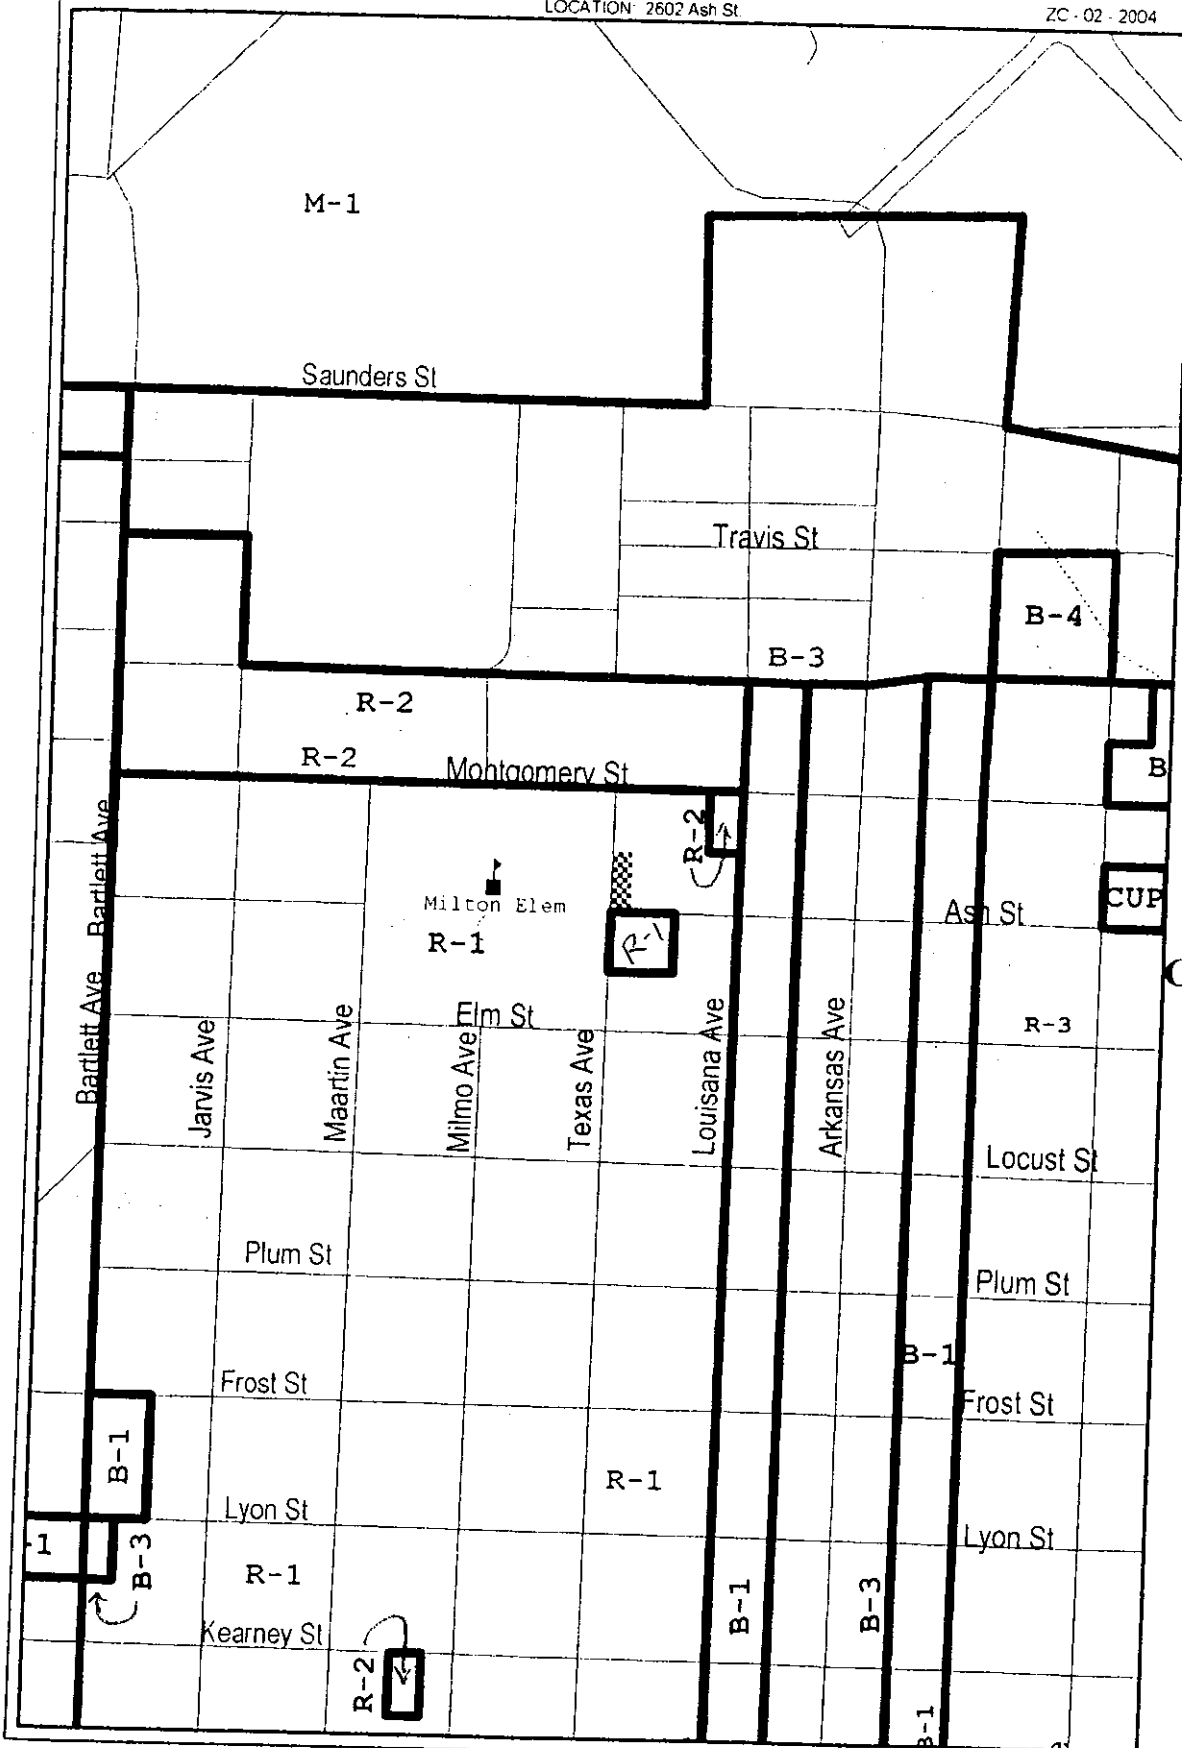 LOCATION: 2602 Ash St.
ZC - 02 - 2004
M-1
Saunders St
Travis St
B-4
B-3
R-2
R-2
Montgomery St
B
R-2
Bartlett Ave
Bartlett Ave
Milton Elem
CUP
Ash St
R-1
R-1
Elm St
R-3
Jarvis Ave
Maartin Ave
Milmo Ave
Texas Ave
Louisana Ave
Arkansas Ave
Locust St
Plum St
Plum St
B-1
Frost St
Frost St
B-1
R-1
Lyon St
Lyon St
-1
B-3
R-1
B-1
B-3
Kearney St
R-2
B-1